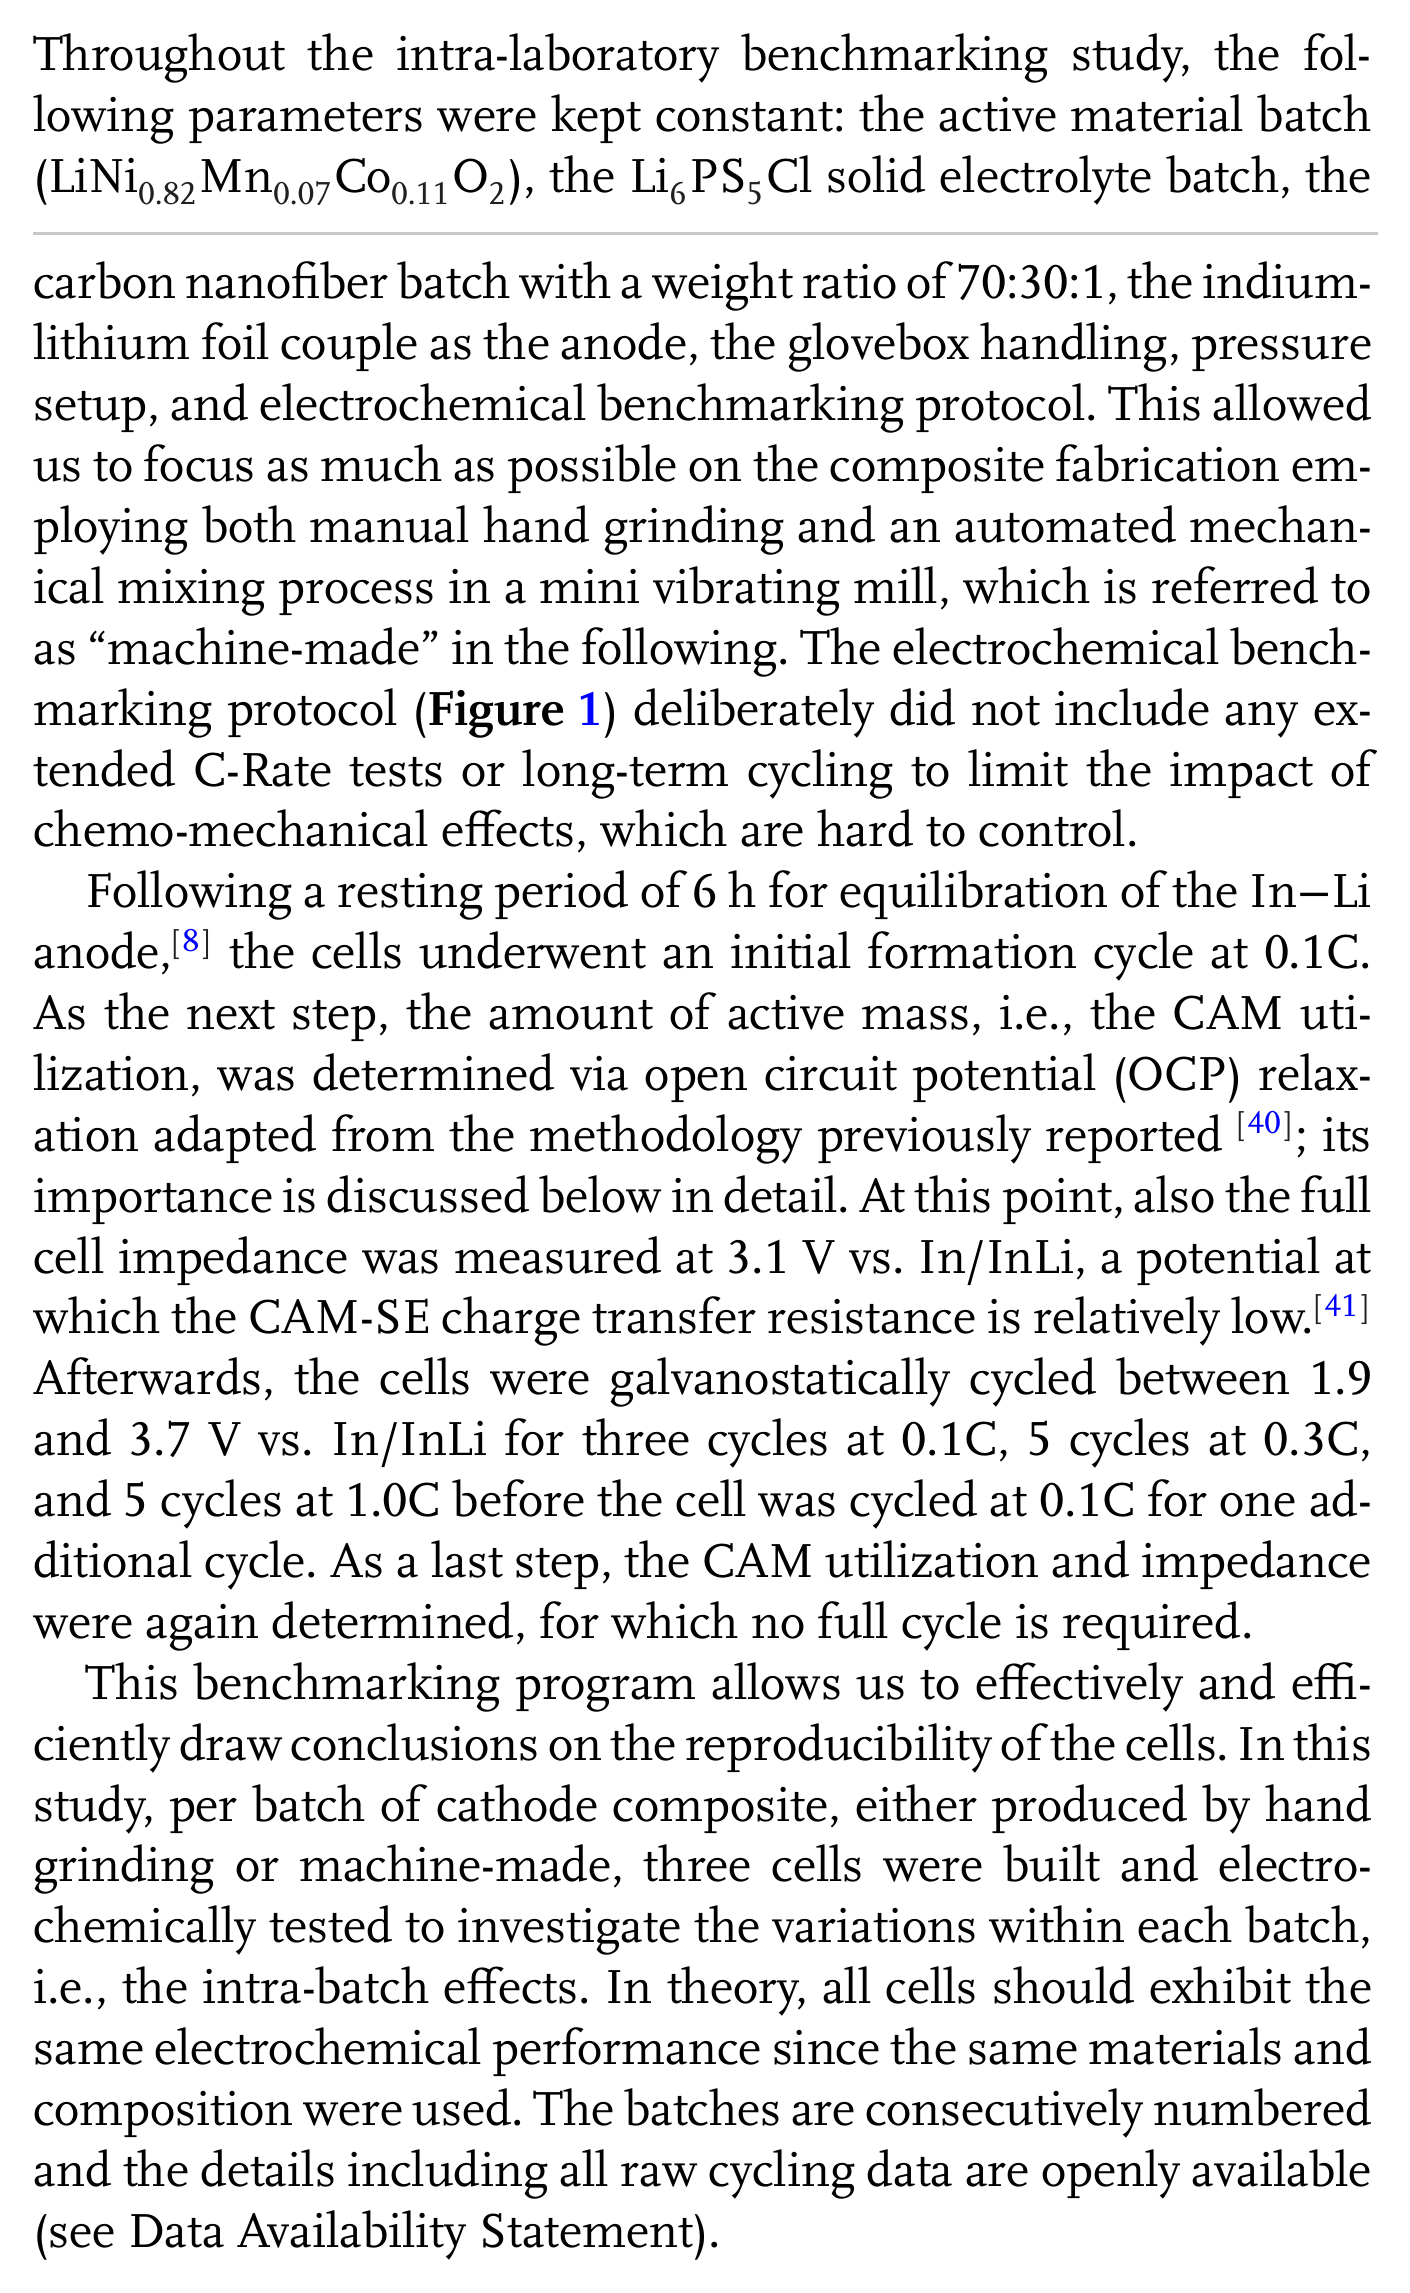 Throughout the intra-laboratory benchmarking study, the fol-
lowing parameters were kept constant: the active material batch
(LiNi0.82Mn0.07Co0.11O2), the Li6PS5Cl solid electrolyte batch, the
carbon nanofiber batch with a weight ratio of 70:30:1, the indium-
lithium foil couple as the anode, the glovebox handling, pressure
setup, and electrochemical benchmarking protocol. This allowed
us to focus as much as possible on the composite fabrication em-
ploying both manual hand grinding and an automated mechan-
ical mixing process in a mini vibrating mill, which is referred to
as “machine-made” in the following. The electrochemical bench-
marking protocol (Figure 1) deliberately did not include any ex-
tended C-Rate tests or long-term cycling to limit the impact of
chemo-mechanical effects, which are hard to control.
Following a resting period of 6 h for equilibration of the In−Li
anode,[8] the cells underwent an initial formation cycle at 0.1C.
As the next step, the amount of active mass, i.e., the CAM uti-
lization, was determined via open circuit potential (OCP) relax-
ation adapted from the methodology previously reported [40]; its
importance is discussed below in detail. At this point, also the full
cell impedance was measured at 3.1 V vs. In/InLi, a potential at
which the CAM-SE charge transfer resistance is relatively low.[41]
Afterwards, the cells were galvanostatically cycled between 1.9
and 3.7 V vs. In/InLi for three cycles at 0.1C, 5 cycles at 0.3C,
and 5 cycles at 1.0C before the cell was cycled at 0.1C for one ad-
ditional cycle. As a last step, the CAM utilization and impedance
were again determined, for which no full cycle is required.
This benchmarking program allows us to effectively and effi-
ciently draw conclusions on the reproducibility of the cells. In this
study, per batch of cathode composite, either produced by hand
grinding or machine-made, three cells were built and electro-
chemically tested to investigate the variations within each batch,
i.e., the intra-batch effects. In theory, all cells should exhibit the
same electrochemical performance since the same materials and
composition were used. The batches are consecutively numbered
and the details including all raw cycling data are openly available
(see Data Availability Statement).